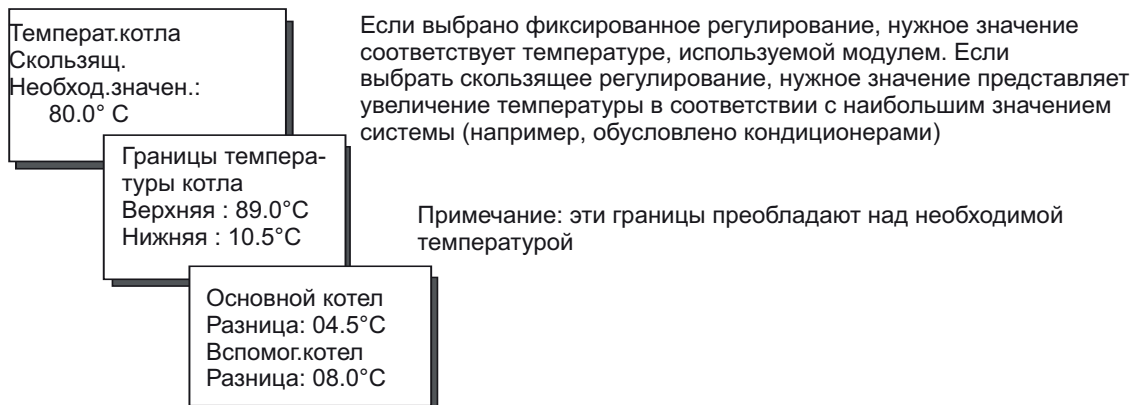 Температ.котла
Скользящ.
Необход.значен.:
80.0° C
Если выбрано фиксированное регулирование, нужное значение
соответствует температуре, используемой модулем. Если
выбрать скользящее регулирование, нужное значение представляет
увеличение температуры в соответствии с наибольшим значением
системы (например, обусловлено кондиционерами)
Границы темпера-
туры котла
Верхняя : 89.0°C
Нижняя : 10.5°C
Примечание: эти границы преобладают над необходимой
температурой
Основной котел
Разница: 04.5°C
Вспомог.котел
Разница: 08.0°C